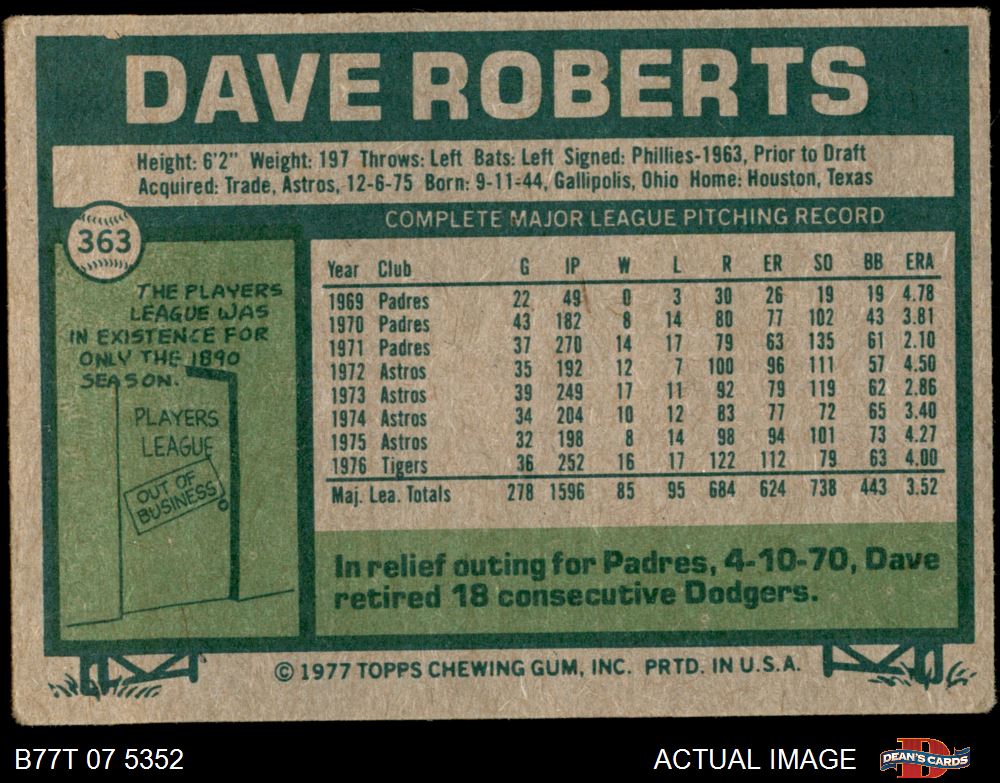 DAVE ROBERTS
Height: 6'2" Weight: 197 Throws: Left Bats: Left Signed: Phillies-1963, Prior to Draft
Acquired: Trade, Astros, 12-6-75 Born: 9-11-44, Gallipolis, Ohio Home: Houston, Texas
363
THE PLAYERS
LEAGUE WAS
IN EXISTENCE FOR
ONLY THE 1890
SEASON.
PLAYERS
LEAGUE
OUT OF
BUSINESS
COMPLETE MAJOR LEAGUE PITCHING RECORD
Year Club G IP W L R ER SO BB ERA
1969 Padres 22 49 0 3 30 26 19 19 4.78
1970 Padres 43 182 8 14 80 77 102 43 3.81
1971 Padres 37 270 14 17 79 63 135 61 2.10
1972 Astros 35 192 12 7 100 96 111 57 4.50
1973 Astros 39 249 17 11 92 79 119 62 2.86
1974 Astros 34 204 10 12 83 77 72 65 3.40
1975 Astros 32 198 8 14 98 94 101 73 4.27
1976 Tigers 36 252 16 17 122 112 79 63 4.00
Maj. Lea. Totals 278 1596 85 95 684 624 738 443 3.52
In relief outing for Padres, 4-10-70, Dave
retired 18 consecutive Dodgers.
© 1977 TOPPS CHEWING GUM, INC. PRTD. IN U.S.A.
B77T 07 5352
ACTUAL IMAGE
D
DEAN'S CARDS